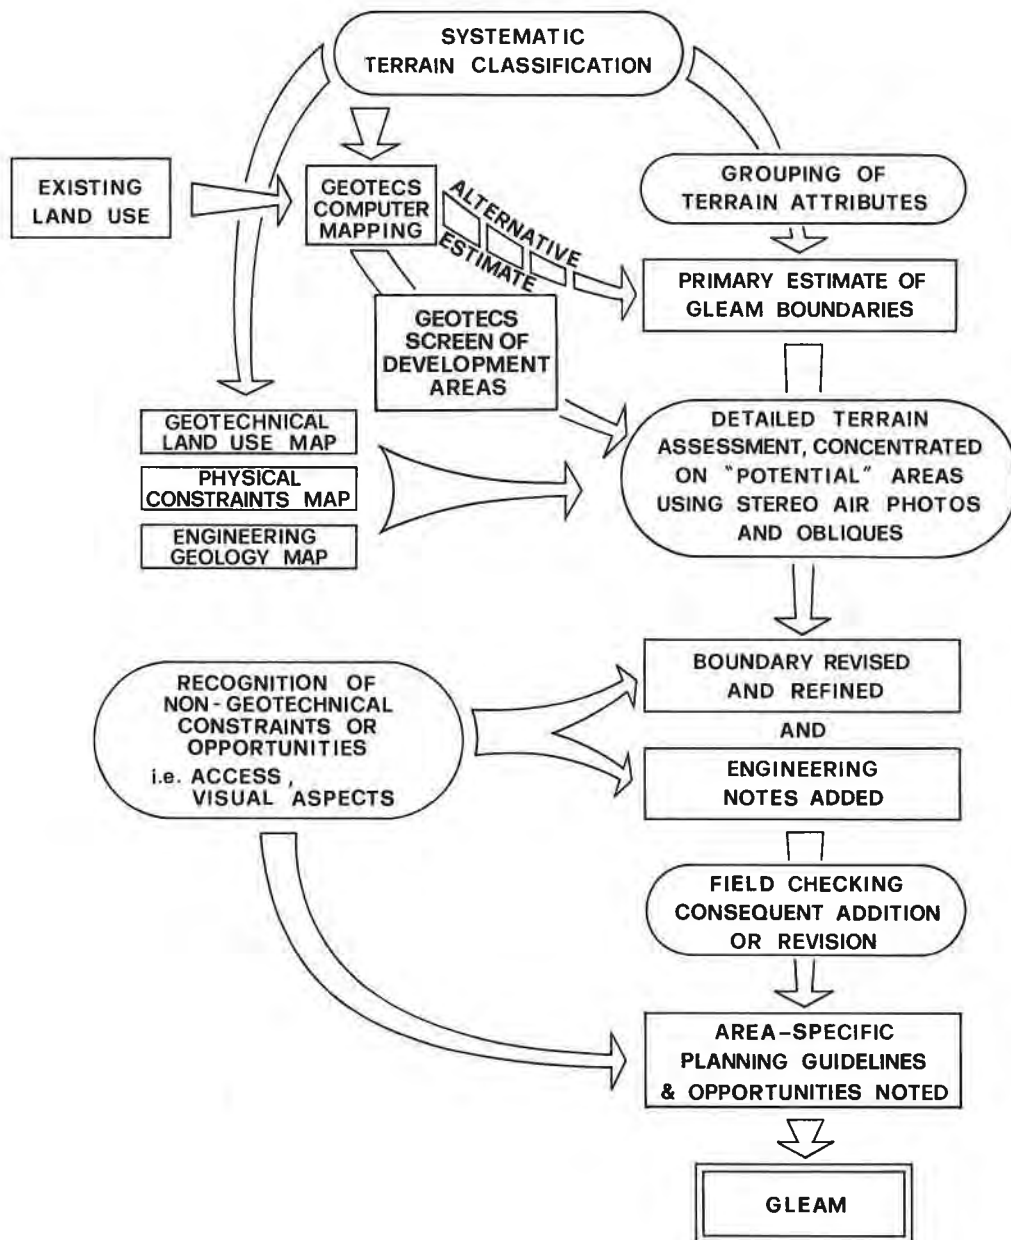 SYSTEMATIC
TERRAIN CLASSIFICATION
EXISTING
LAND USE
GEOTECS
COMPUTER
MAPPING
ALTERNATIVE
ESTIMATE
GROUPING OF
TERRAIN ATTRIBUTES
PRIMARY ESTIMATE OF
GLEAM BOUNDARIES
GEOTECS
SCREEN OF
DEVELOPMENT
AREAS
GEOTECHNICAL
LAND USE MAP
PHYSICAL
CONSTRAINTS MAP
ENGINEERING
GEOLOGY MAP
DETAILED TERRAIN
ASSESSMENT, CONCENTRATED
ON "POTENTIAL" AREAS
USING STEREO AIR PHOTOS
AND OBLIQUES
RECOGNITION OF
NON-GEOTECHNICAL
CONSTRAINTS OR
OPPORTUNITIES
i.e. ACCESS,
VISUAL ASPECTS
BOUNDARY REVISED
AND REFINED
AND
ENGINEERING
NOTES ADDED
FIELD CHECKING
CONSEQUENT ADDITION
OR REVISION
AREA-SPECIFIC
PLANNING GUIDELINES
& OPPORTUNITIES NOTED
GLEAM